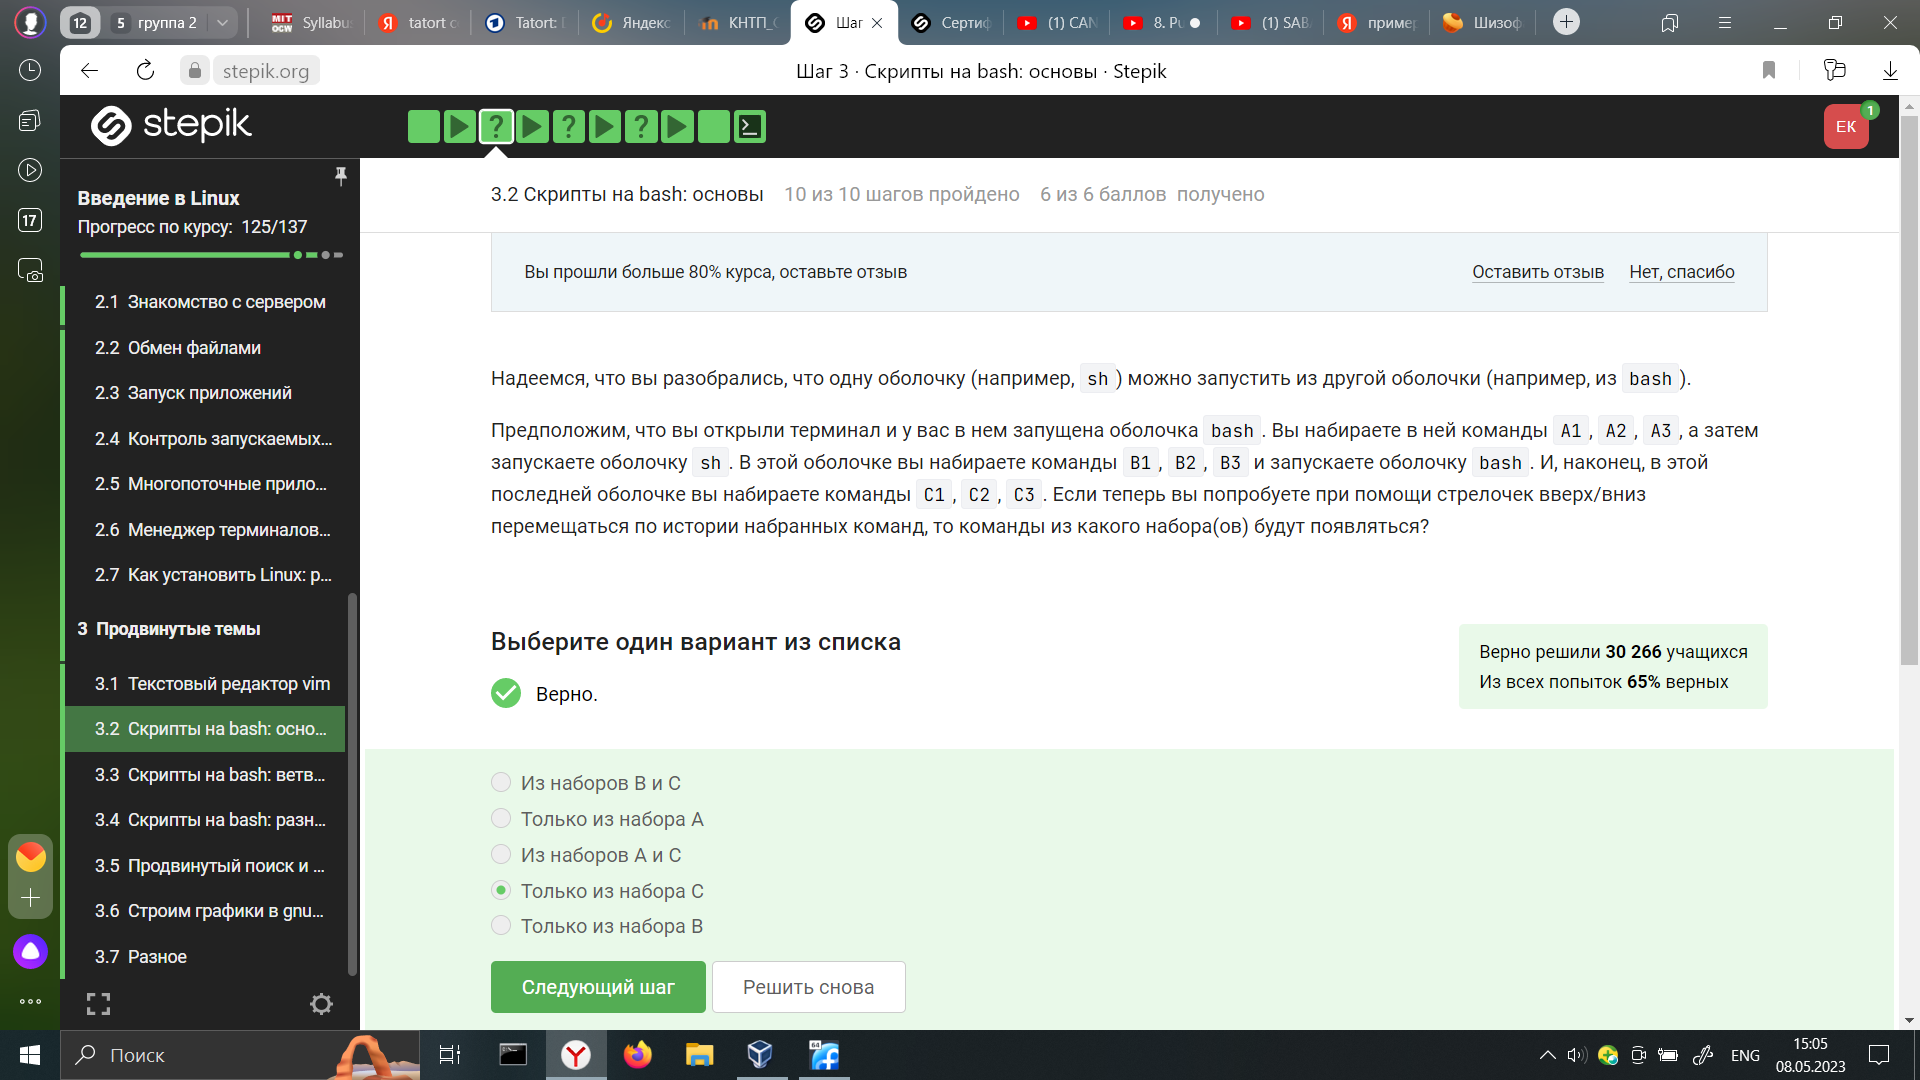 12
5 группа 2
MIT OCW
Syllabu
tatort c
Tatort:
Яндекс
КНТП_
Шаг
Сертиф
(1) CAN
8. Pu
(1) SAB
пример
Шизоф
stepik.org
Шаг 3 · Скрипты на bash: основы · Stepik
stepik
EK
1
17
Введение в Linux
Прогресс по курсу: 125/137
2.1 Знакомство с сервером
2.2 Обмен файлами
2.3 Запуск приложений
2.4 Контроль запускаемых...
2.5 Многопоточные прило...
2.6 Менеджер терминалов...
2.7 Как установить Linux: р...
3 Продвинутые темы
3.1 Текстовый редактор vim
3.2 Скрипты на bash: осно...
3.3 Скрипты на bash: ветв...
3.4 Скрипты на bash: разн...
3.5 Продвинутый поиск и ...
3.6 Строим графики в gnu...
3.7 Разное
3.2 Скрипты на bash: основы 10 из 10 шагов пройдено 6 из 6 баллов получено
Вы прошли больше 80% курса, оставьте отзыв Оставить отзыв Нет, спасибо
Надеемся, что вы разобрались, что одну оболочку (например, sh ) можно запустить из другой оболочки (например, из bash ).
Предположим, что вы открыли терминал и у вас в нем запущена оболочка bash . Вы набираете в ней команды A1 , A2 , A3 , а затем
запускаете оболочку sh . В этой оболочке вы набираете команды B1 , B2 , B3 и запускаете оболочку bash . И, наконец, в этой
последней оболочке вы набираете команды C1 , C2 , C3 . Если теперь вы попробуете при помощи стрелочек вверх/вниз
перемещаться по истории набранных команд, то команды из какого набора(ов) будут появляться?
Выберите один вариант из списка
Верно.
Верно решили 30 266 учащихся
Из всех попыток 65% верных
Из наборов B и C
Только из набора A
Из наборов A и C
Только из набора C
Только из набора B
Следующий шаг Решить снова
Поиск
64
ENG
15:05
08.05.2023